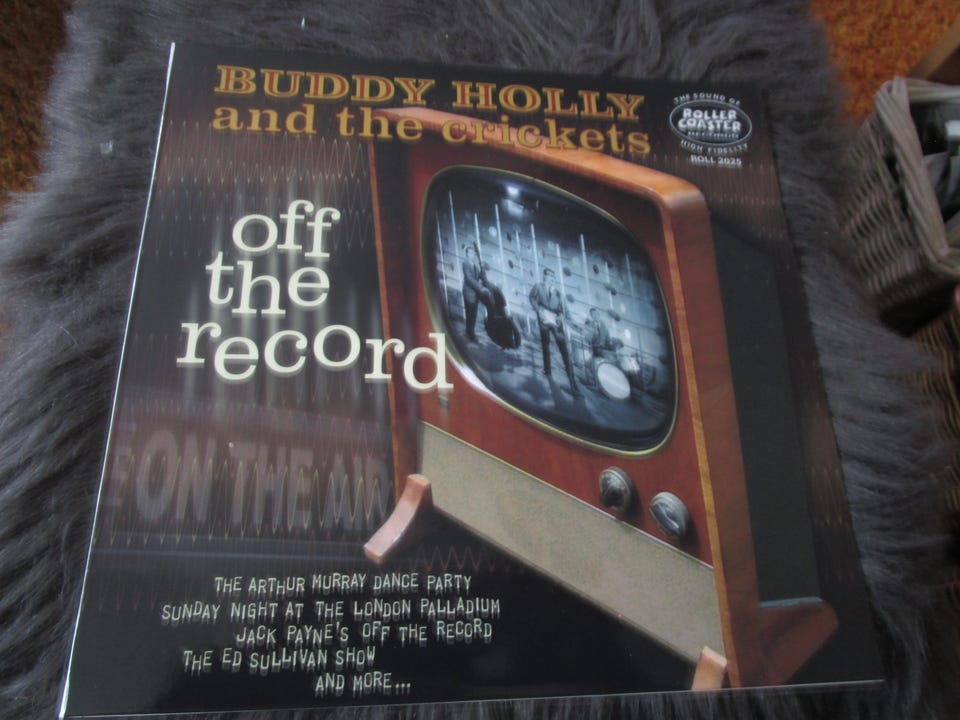 BUDDY HOLLY
and the crickets
THE SOUND OF
ROLLER
COASTER
RECORDS
HIGH FIDELITY
ROLL 2025
off
the
record
ON THE AIR
THE ARTHUR MURRAY DANCE PARTY
SUNDAY NIGHT AT THE LONDON PALLADIUM
JACK PAYNE'S OFF THE RECORD
THE ED SULLIVAN SHOW
AND MORE...